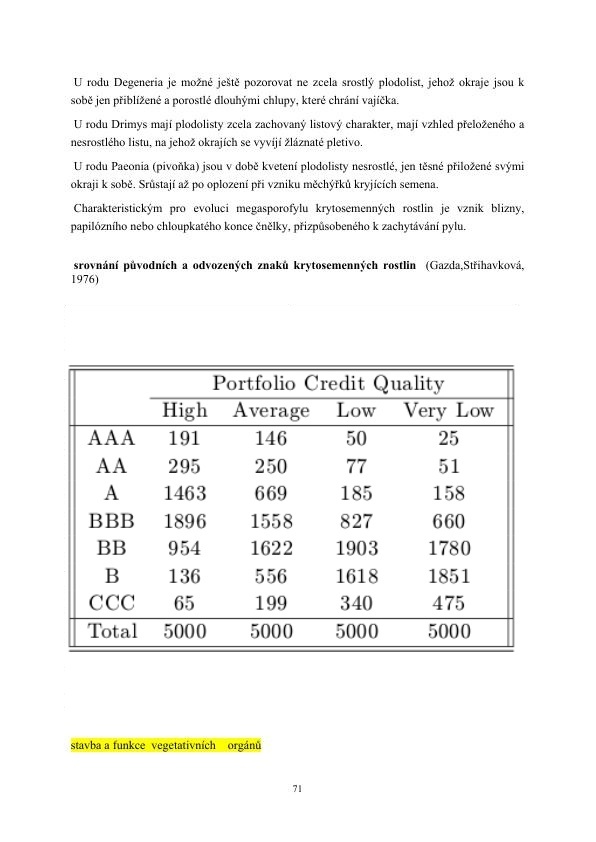 U rodu Degeneria je možné ještě pozorovat ne zcela srostlý plodolist, jehož okraje jsou k
sobě jen přiblížené a porostlé dlouhými chlupy, které chrání vajíčka.
U rodu Drimys mají plodolisty zcela zachovaný listový charakter, mají vzhled přeloženého a
nesrostlého listu, na jehož okrajích se vyvíjí žláznaté pletivo.
U rodu Paeonia (pivoňka) jsou v době kvetení plodolisty nesrostlé, jen těsné přiložené svými
okraji k sobě. Srůstají až po oplození při vzniku měchýřků kryjících semena.
Charakteristickým pro evoluci megasporofylu krytosemenných rostlin je vznik blizny,
papilózního nebo chloupkatého konce čnělky, přizpůsobeného k zachytávání pylu.
srovnání původních a odvozených znaků krytosemenných rostlin (Gazda,Střihavková,
1976)
Portfolio Credit Quality
High Average Low Very Low
AAA 191 146 50 25
AA 295 250 77 51
A 1463 669 185 158
BBB 1896 1558 827 660
BB 954 1622 1903 1780
B 136 556 1618 1851
CCC 65 199 340 475
Total 5000 5000 5000 5000
stavba a funkce vegetativních orgánů
71